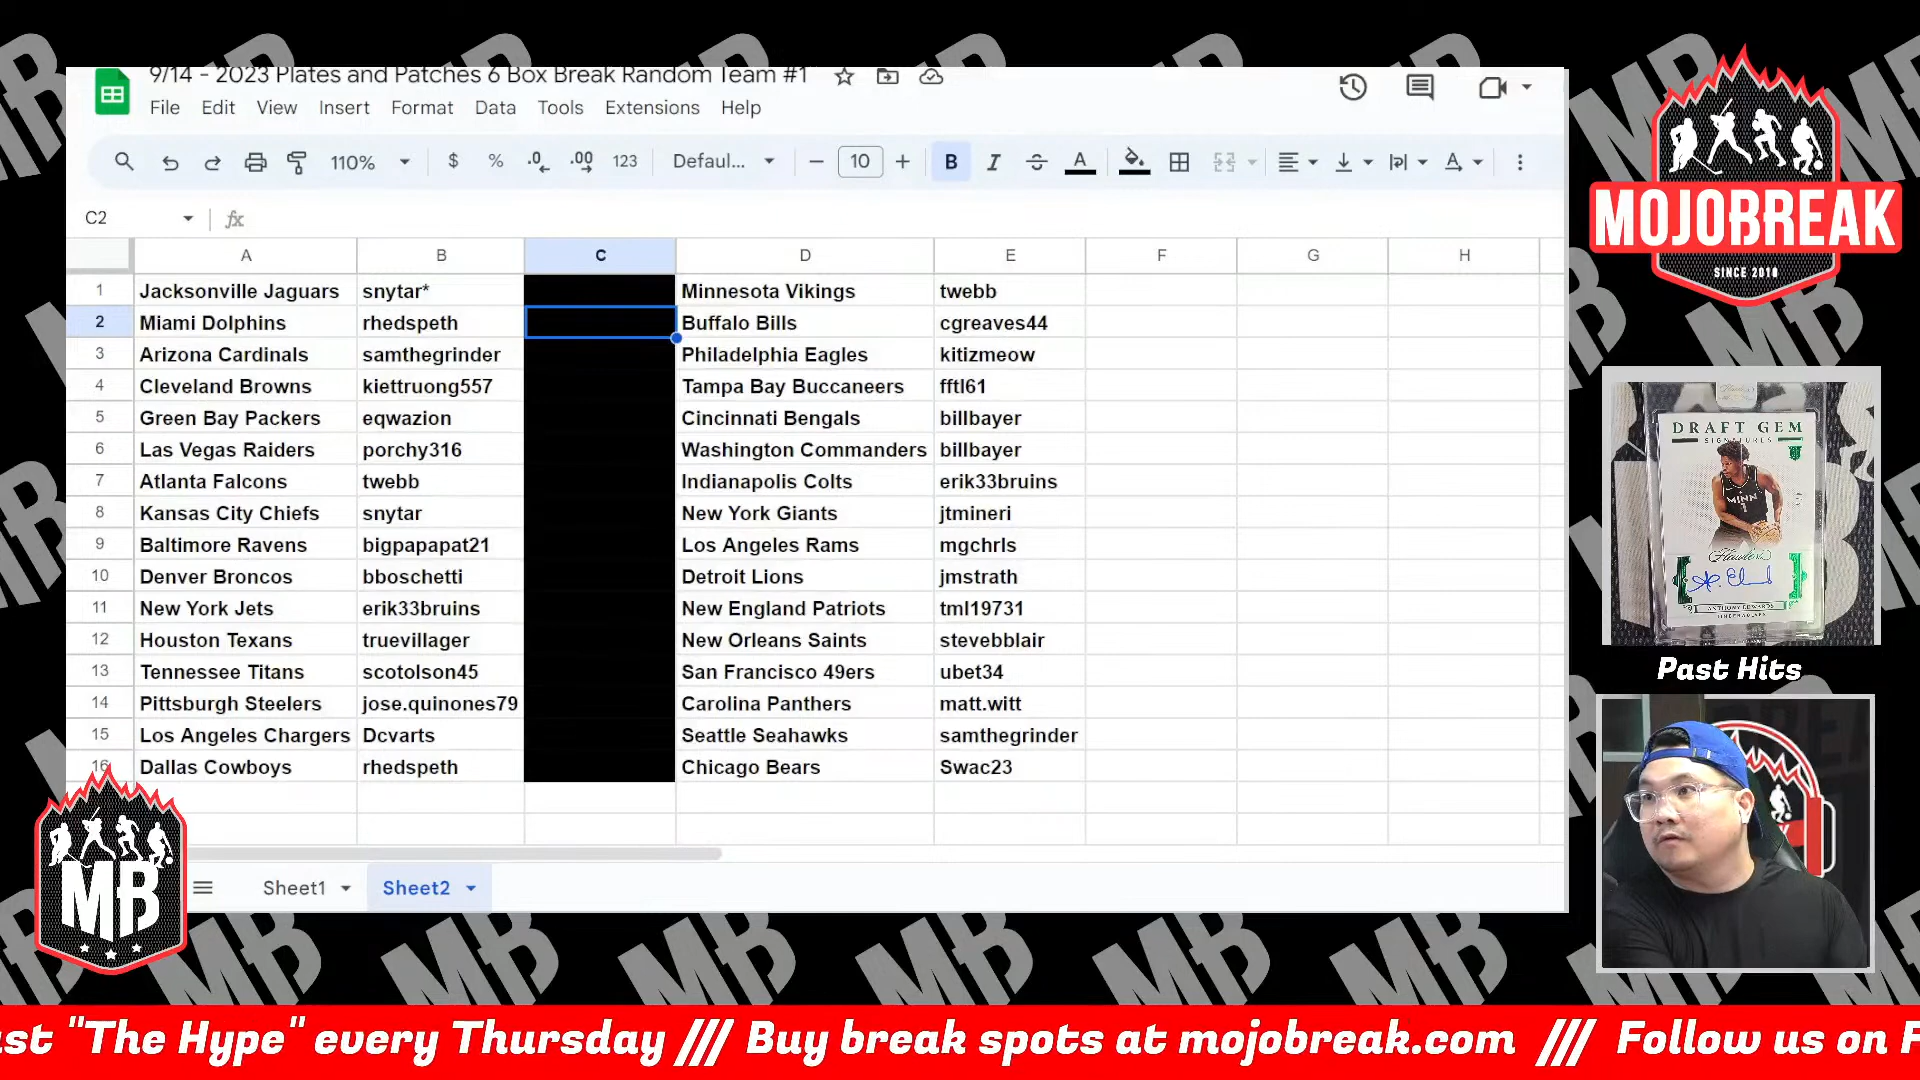 9/14 - 2023 Plates and Patches 6 Box Break Random Team #1
File Edit View Insert Format Data Tools Extensions Help
110% $ % .0 .00 123 Defaul... 10 B I A
C2 fx
A B C D E F G H
1 Jacksonville Jaguars snytar* Minnesota Vikings twebb
2 Miami Dolphins rhedspeth Buffalo Bills cgreaves44
3 Arizona Cardinals samthegrinder Philadelphia Eagles kitizmeow
4 Cleveland Browns kiettruong557 Tampa Bay Buccaneers fftl61
5 Green Bay Packers eqwazion Cincinnati Bengals billbayer
6 Las Vegas Raiders porchy316 Washington Commanders billbayer
7 Atlanta Falcons twebb Indianapolis Colts erik33bruins
8 Kansas City Chiefs snytar New York Giants jtmineri
9 Baltimore Ravens bigpapapat21 Los Angeles Rams mgchrls
10 Denver Broncos bboschetti Detroit Lions jmstrath
11 New York Jets erik33bruins New England Patriots tml19731
12 Houston Texans truevillager New Orleans Saints stevebblair
13 Tennessee Titans scotolson45 San Francisco 49ers ubet34
14 Pittsburgh Steelers jose.quinones79 Carolina Panthers matt.witt
15 Los Angeles Chargers Dcvarts Seattle Seahawks samthegrinder
16 Dallas Cowboys rhedspeth Chicago Bears Swac23
Sheet1 Sheet2
MB
MOJOBREAK
SINCE 2010
DRAFT GEM
SIGNATURES
MINN
1
Flawless
ANTHONY EDWARDS
Past Hits
ast "The Hype" every Thursday /// Buy break spots at mojobreak.com /// Follow us on F